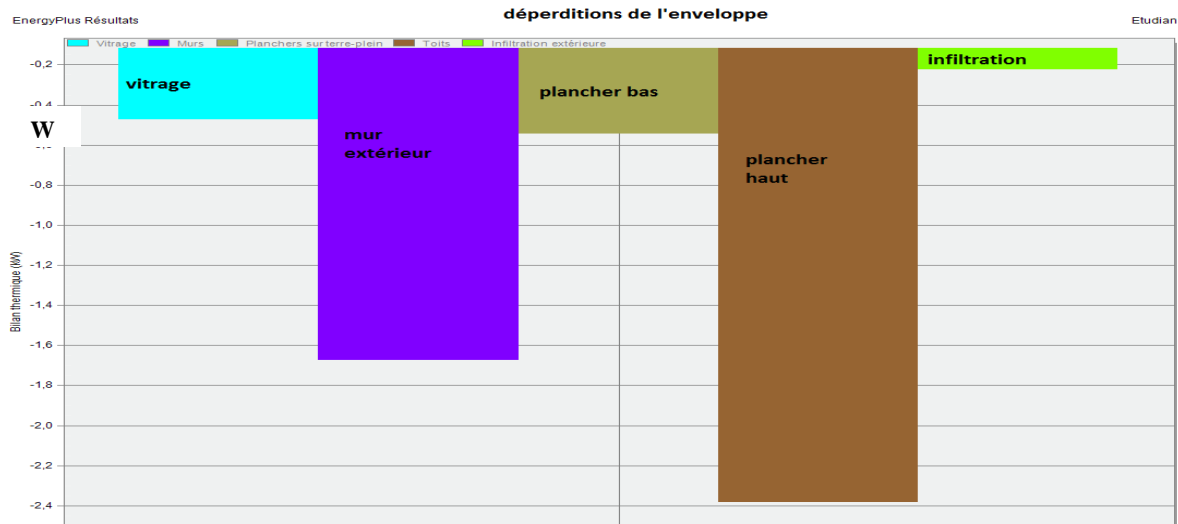 déperditions de l'enveloppe
EnergyPlus Résultats
Etudian
Vitrage Murs Planchers sur terre-plein Toits Infiltration extérieure
-0,2
-0,4
W
-0,8
-1,0
-1,2
-1,4
-1,6
-1,8
-2,0
-2,2
-2,4
Bilan thermique (kW)
vitrage
mur
extérieur
plancher bas
plancher
haut
infiltration